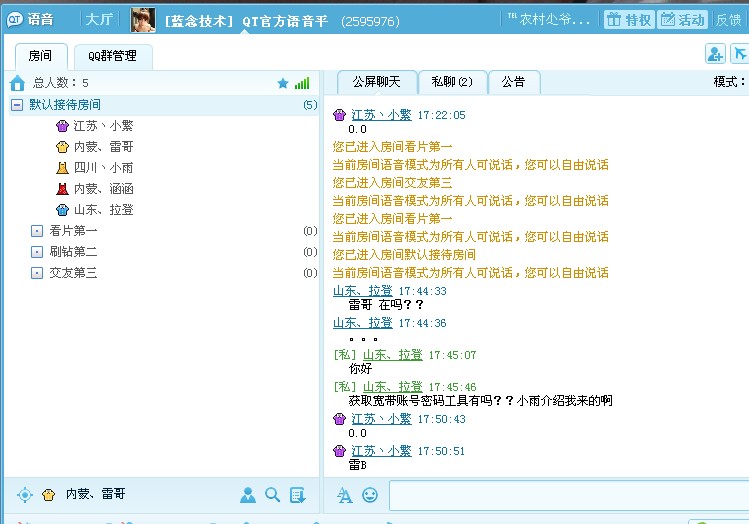 QT 语音 大厅 [蓝念技术] QT官方语音平 (2595976) 农村尐爷... 特权 活动 反馈
房间 QQ群管理
总人数: 5
默认接待房间 (5)
江苏丶小繁
内蒙、雷哥
四川丶小雨
内蒙、涵涵
山东、拉登
看片第一 (0)
刷钻第二 (0)
交友第三 (0)
内蒙、雷哥
公屏聊天 私聊(2) 公告 模式:
江苏丶小繁 17:22:05
0.0
您已进入房间看片第一
当前房间语音模式为所有人可说话，您可以自由说话
您已进入房间交友第三
当前房间语音模式为所有人可说话，您可以自由说话
您已进入房间看片第一
当前房间语音模式为所有人可说话，您可以自由说话
您已进入房间默认接待房间
当前房间语音模式为所有人可说话，您可以自由说话
山东、拉登 17:44:33
雷哥 在吗？？
山东、拉登 17:44:36
。。。
[私] 山东、拉登 17:45:07
你好
[私] 山东、拉登 17:45:46
获取宽带账号密码工具有吗？？小雨介绍我来的啊
江苏丶小繁 17:50:43
0.0
江苏丶小繁 17:50:51
雷B